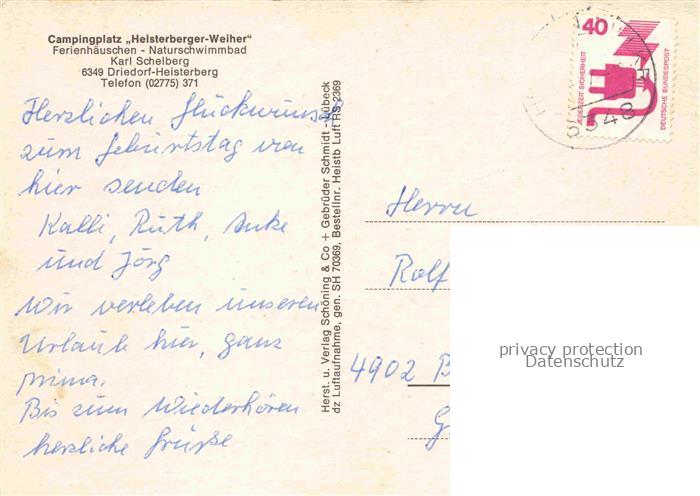 Campingplatz „Heisterberger-Weiher"
Ferienhäuschen - Naturschwimmbad
Karl Schelberg
6349 Driedorf-Heisterberg
Telefon (02775) 371
Herzlichen Glückwunsch
zum Geburtstag von
hier senden
Kalli, Ruth, Anke
und Jörg
Wir verleben unseren
Urlaub hier, ganz
prima.
Bis zum Wiederhören
herzliche Grüße
Herst. u. Verlag Schöning & Co + Gebrüder Schmidt - Lübeck
dz Luftaufnahme, gen. SH 70369, Bestellnr. Heistb Luft RS 2369
40
JEDERZEIT SICHERHEIT
DEUTSCHE BUNDESPOST
6348
Herrn
Rolf
4902 B
privacy protection
Datenschutz